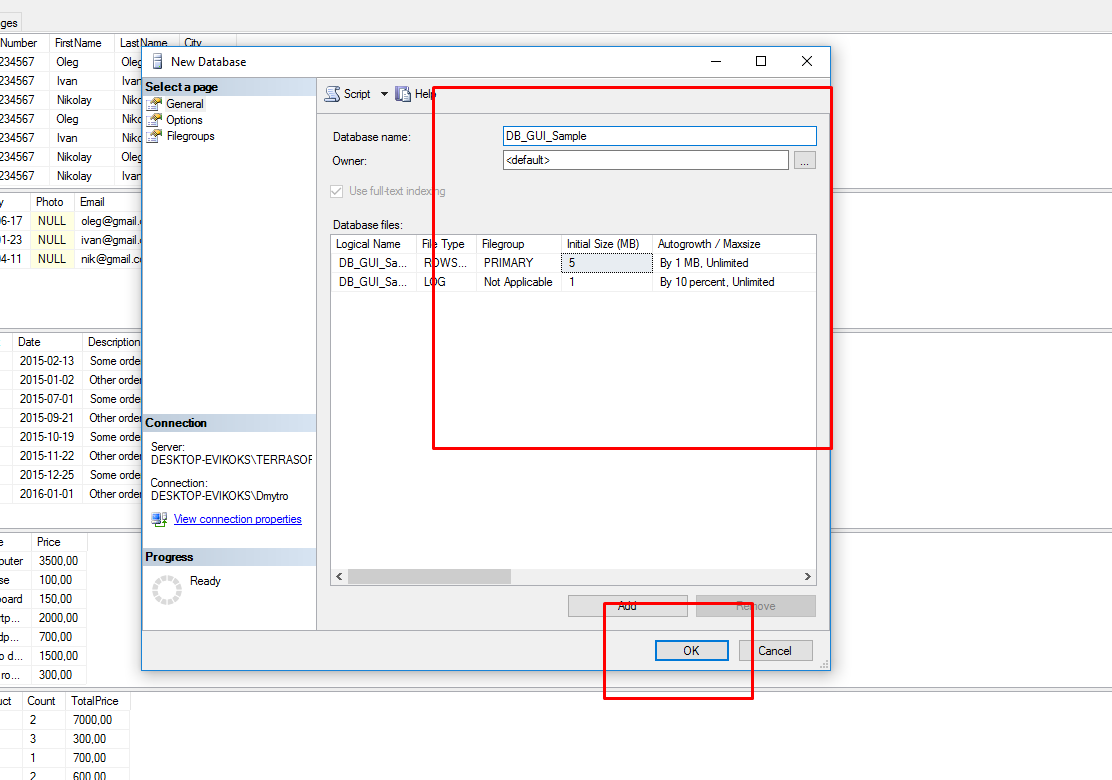 ges
Number FirstName LastName City
234567 Oleg Oleg
234567 Ivan Ivan
234567 Nikolay Niko
234567 Oleg Niko
234567 Ivan Niko
234567 Nikolay Oleg
234567 Nikolay Ivan
y Photo Email
06-17 NULL oleg@gmail.c
01-23 NULL ivan@gmail.c
04-11 NULL nik@gmail.co
Date Description
2015-02-13 Some orde
2015-01-02 Other orde
2015-07-01 Some orde
2015-09-21 Other orde
2015-10-19 Some orde
2015-11-22 Other orde
2015-12-25 Some orde
2016-01-01 Other orde
e Price
puter 3500,00
se 100,00
board 150,00
rtp... 2000,00
dp... 700,00
o d... 1500,00
ro... 300,00
uct Count TotalPrice
2 7000,00
3 300,00
1 700,00
2 600,00
New Database
Select a page
General
Options
Filegroups
Connection
Server:
DESKTOP-EVIKOKS\TERRASOF
Connection:
DESKTOP-EVIKOKS\Dmytro
View connection properties
Progress
Ready
Script Help
Database name: DB_GUI_Sample
Owner: <default> ...
Use full-text indexing
Database files:
Logical Name File Type Filegroup Initial Size (MB) Autogrowth / Maxsize
DB_GUI_Sa... ROWS... PRIMARY 5 By 1 MB, Unlimited
DB_GUI_Sa... LOG Not Applicable 1 By 10 percent, Unlimited
Add Remove
OK Cancel